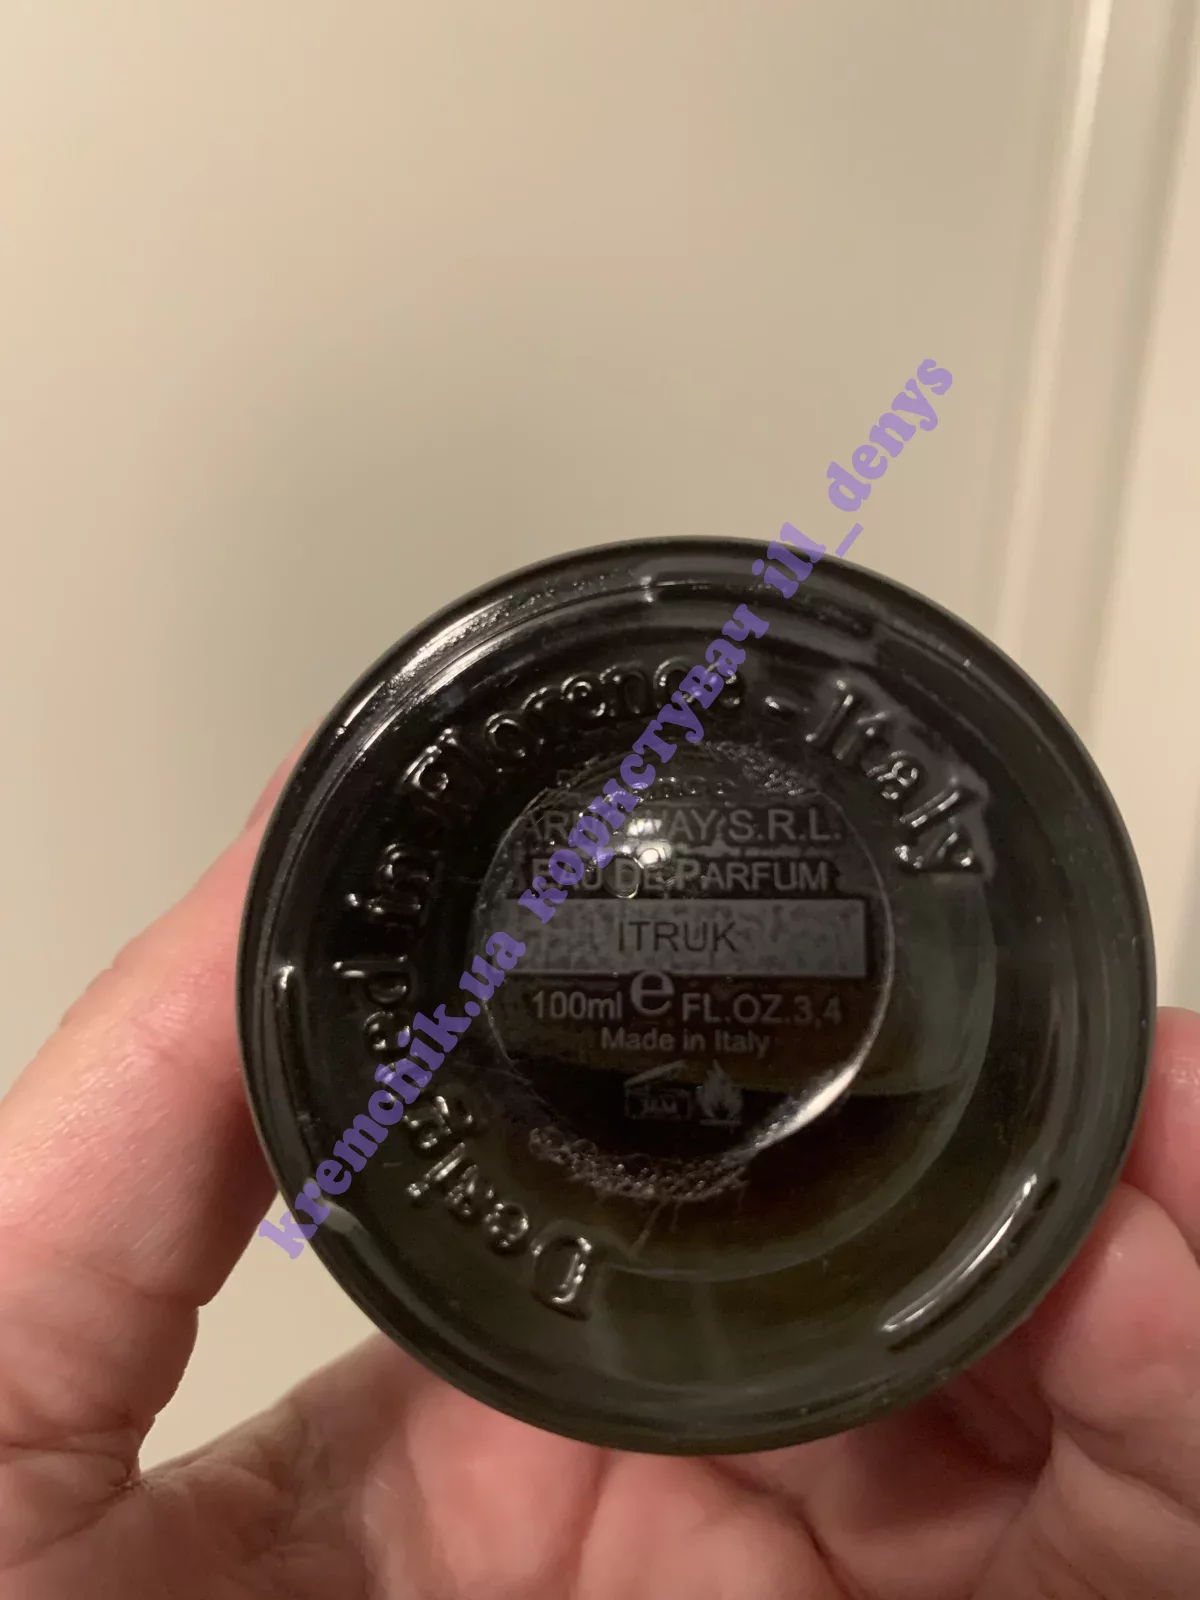 Designed in Florence - Italy
S.R.L.
EAU DE PARFUM
ITRUK
100ml e FL.OZ.3,4
Made in Italy
kremchik.ua користувач ill_denys